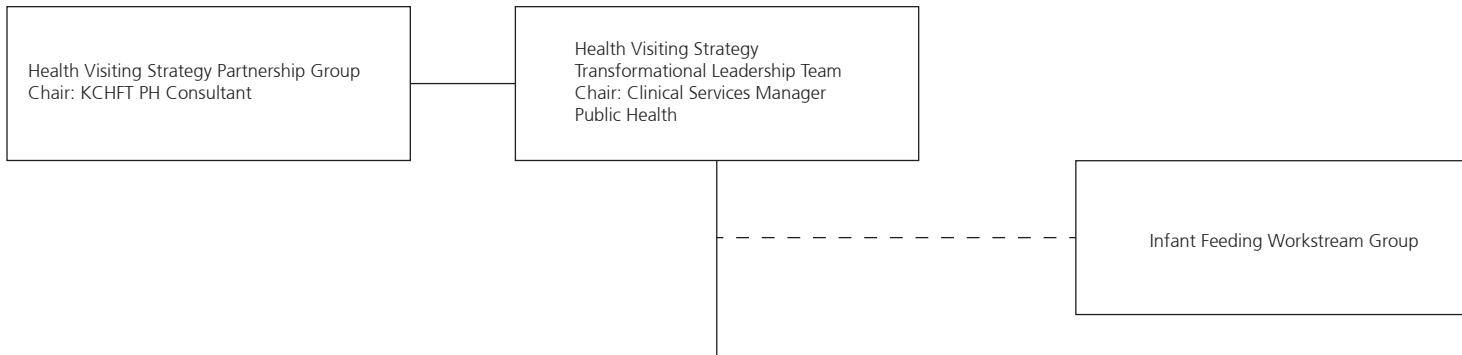 Health Visiting Strategy Partnership Group
Chair: KCHFT PH Consultant
Health Visiting Strategy
Transformational Leadership Team
Chair: Clinical Services Manager
Public Health
Infant Feeding Workstream Group